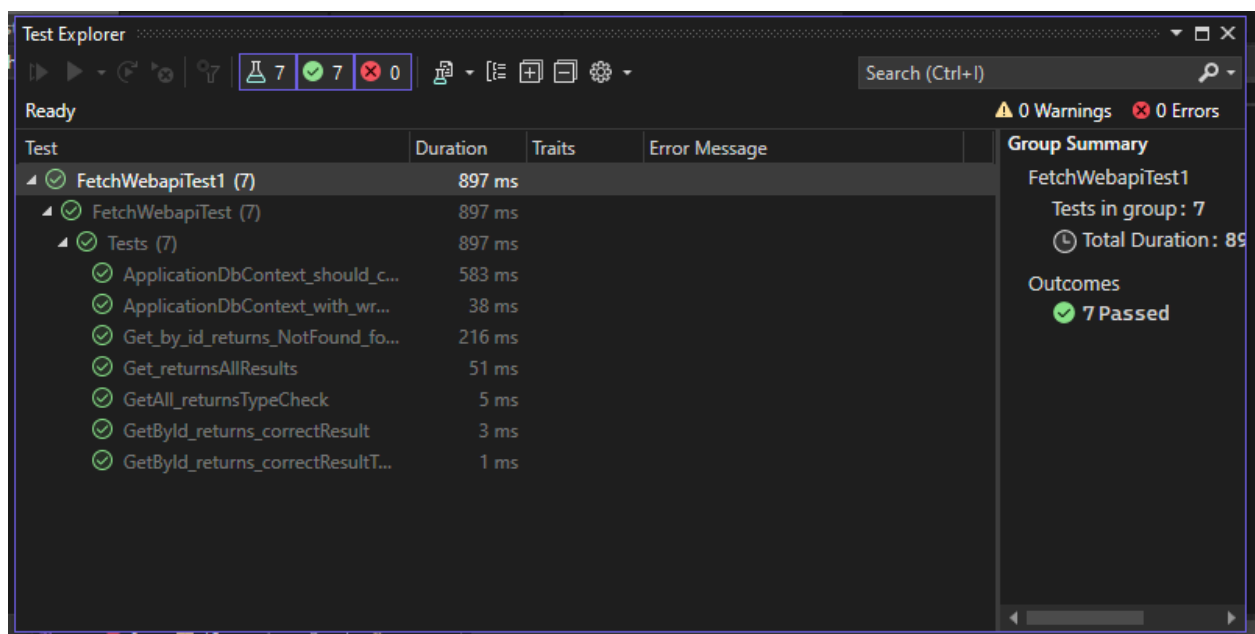 Test Explorer
7 7 0
Search (Ctrl+I)
Ready
0 Warnings 0 Errors
Test Duration Traits Error Message
FetchWebapiTest1 (7) 897 ms
FetchWebapiTest (7) 897 ms
Tests (7) 897 ms
ApplicationDbContext_should_c... 583 ms
ApplicationDbContext_with_wr... 38 ms
Get_by_id_returns_NotFound_fo... 216 ms
Get_returnsAllResults 51 ms
GetAll_returnsTypeCheck 5 ms
GetById_returns_correctResult 3 ms
GetById_returns_correctResultT... 1 ms
Group Summary
FetchWebapiTest1
Tests in group: 7
Total Duration: 89
Outcomes
7 Passed